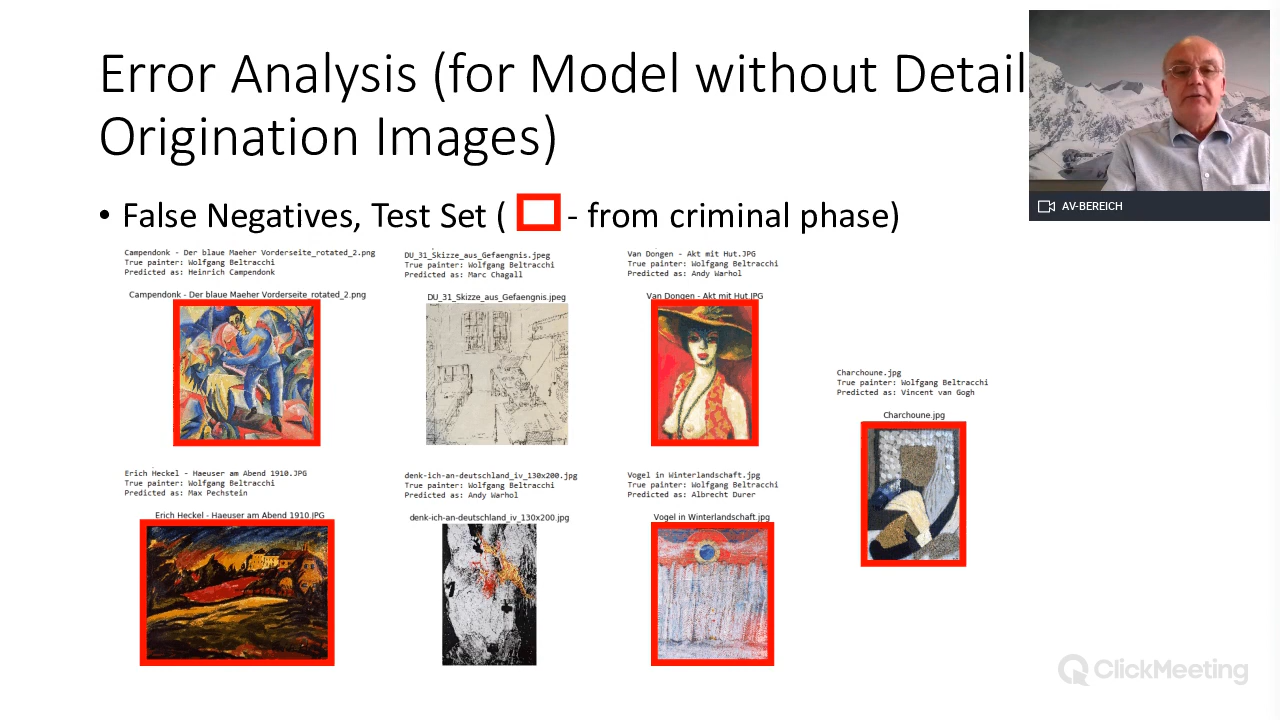 Error Analysis (for Model without Detail
Origination Images)
• False Negatives, Test Set ( - from criminal phase)
Campendonk - Der blaue Maeher Vorderseite_rotated_2.png
True painter: Wolfgang Beltracchi
Predicted as: Heinrich Campendonk
Campendonk - Der blaue Maeher Vorderseite_rotated_2.png
DU_31_Skizze_aus_Gefaengnis.jpeg
True painter: Wolfgang Beltracchi
Predicted as: Marc Chagall
DU_31_Skizze_aus_Gefaengnis.jpeg
Van Dongen - Akt mit Hut.JPG
True painter: Wolfgang Beltracchi
Predicted as: Andy Warhol
Van Dongen - Akt mit Hut.JPG
Charchoune.jpg
True painter: Wolfgang Beltracchi
Predicted as: Vincent van Gogh
Charchoune.jpg
Erich Heckel - Haeuser am Abend 1910.JPG
True painter: Wolfgang Beltracchi
Predicted as: Max Pechstein
Erich Heckel - Haeuser am Abend 1910.JPG
denk-ich-an-deutschland_iv_130x200.jpg
True painter: Wolfgang Beltracchi
Predicted as: Andy Warhol
denk-ich-an-deutschland_iv_130x200.jpg
Vogel in Winterlandschaft.jpg
True painter: Wolfgang Beltracchi
Predicted as: Albrecht Durer
Vogel in Winterlandschaft.jpg
AV-BEREICH
ClickMeeting